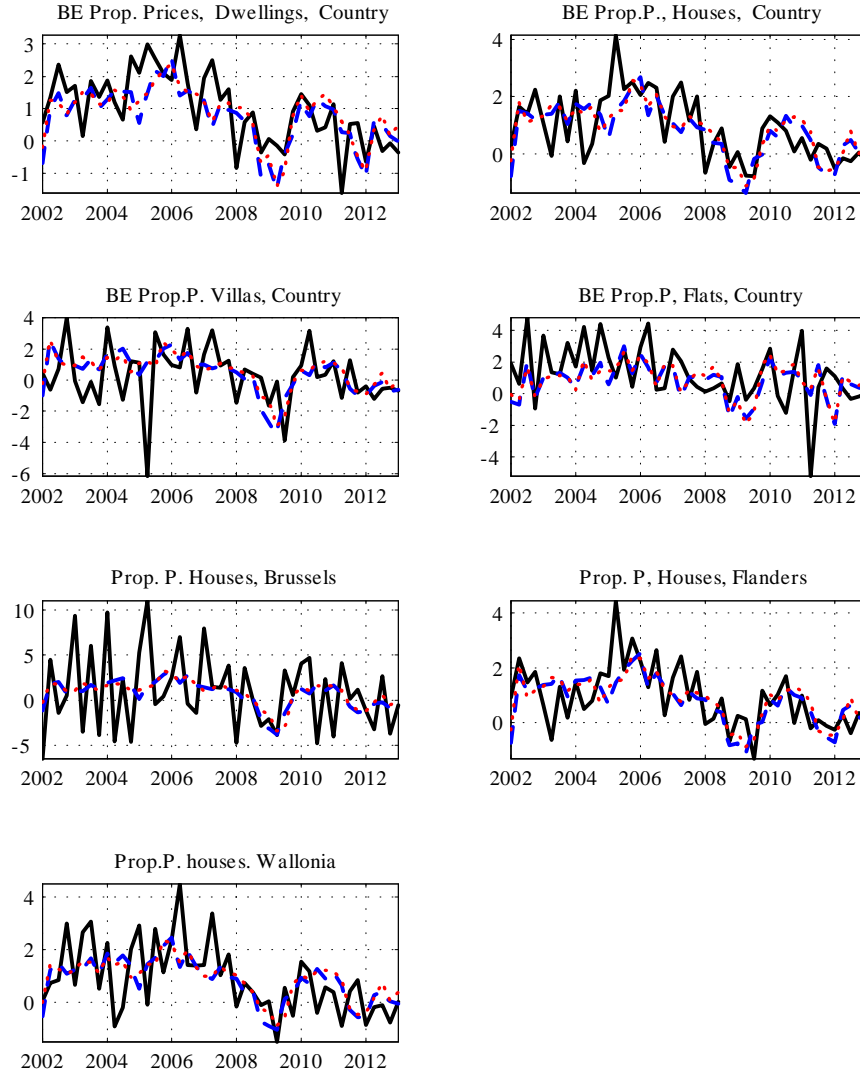 BE Prop. Prices, Dwellings, Country
3
2
1
0
-1
2002 2004 2006 2008 2010 2012
BE Prop.P., Houses, Country
4
2
0
2002 2004 2006 2008 2010 2012
BE Prop.P. Villas, Country
4
2
0
-2
-4
-6
2002 2004 2006 2008 2010 2012
BE Prop.P, Flats, Country
4
2
0
-2
-4
2002 2004 2006 2008 2010 2012
Prop. P. Houses, Brussels
10
5
0
-5
2002 2004 2006 2008 2010 2012
Prop. P, Houses, Flanders
4
2
0
2002 2004 2006 2008 2010 2012
Prop.P. houses. Wallonia
4
2
0
2002 2004 2006 2008 2010 2012